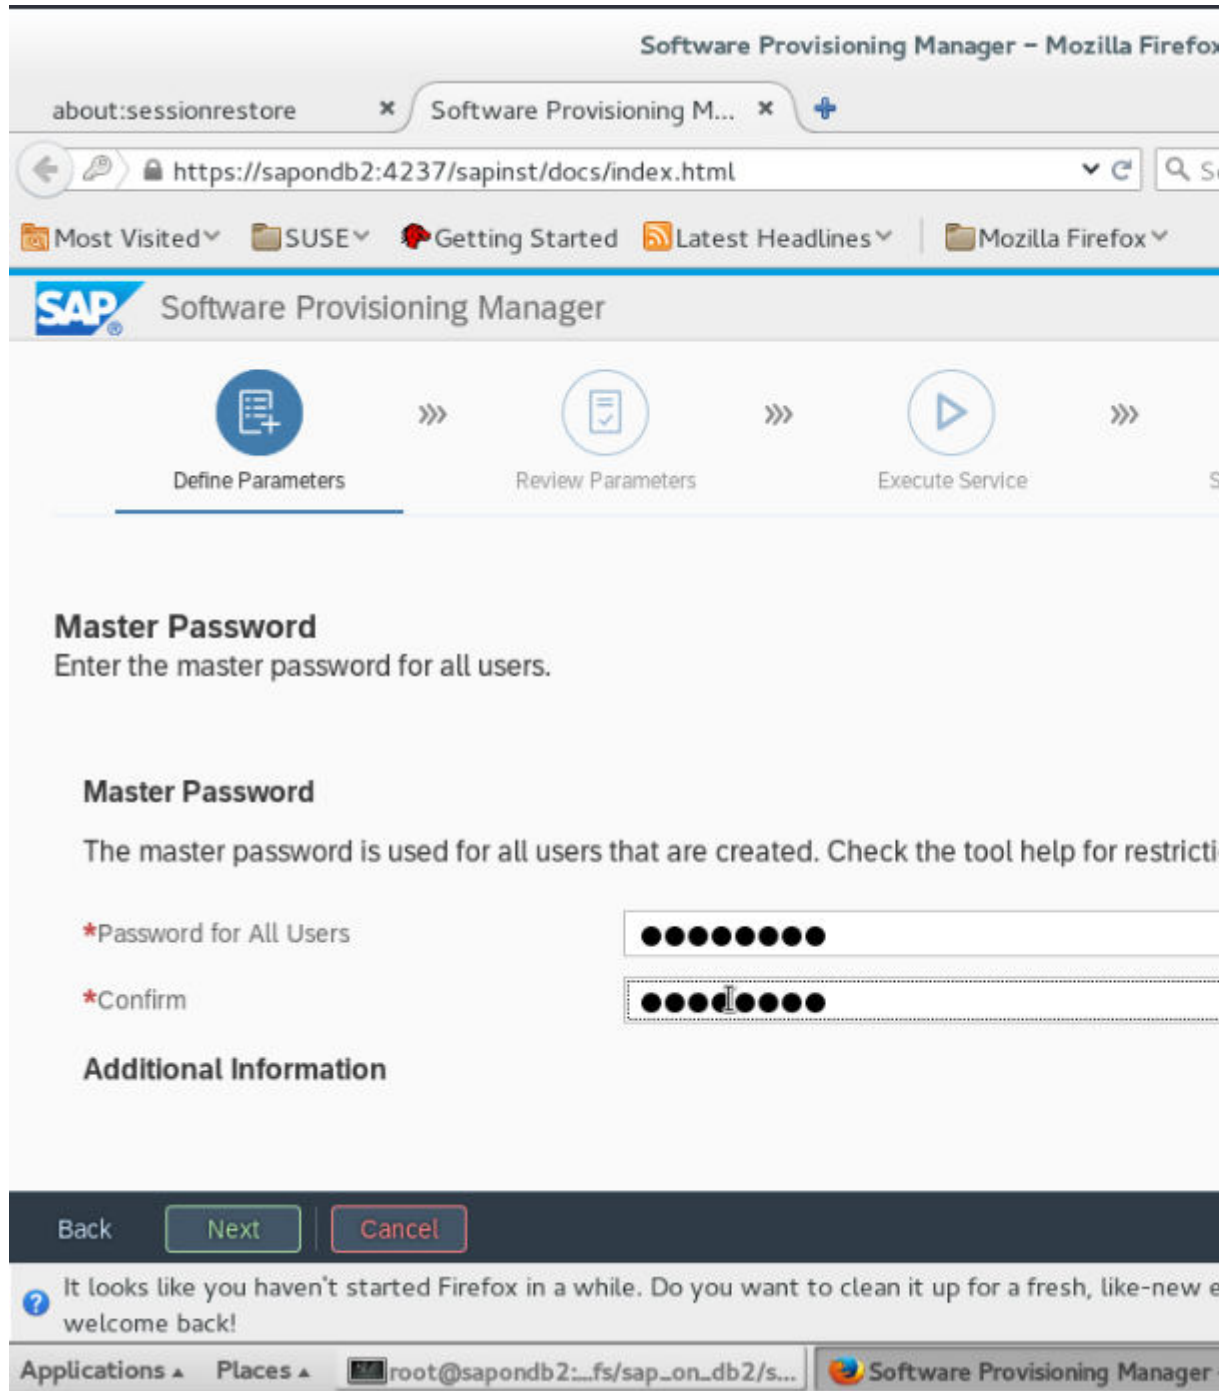 Software Provisioning Manager - Mozilla Firefox
about:sessionrestore
Software Provisioning M...
https://sapondb2:4237/sapinst/docs/index.html
Most Visited SUSE Getting Started Latest Headlines Mozilla Firefox
SAP® Software Provisioning Manager
Define Parameters Review Parameters Execute Service
Master Password
Enter the master password for all users.
Master Password
The master password is used for all users that are created. Check the tool help for restricti
*Password for All Users
*Confirm
Additional Information
Back Next Cancel
It looks like you haven't started Firefox in a while. Do you want to clean it up for a fresh, like-new e
welcome back!
Applications Places root@sapondb2:...fs/sap_on_db2/s... Software Provisioning Manager